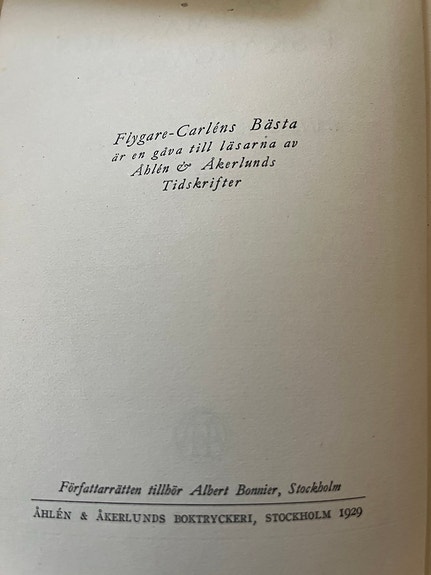 Flygare-Carléns Bästa
är en gåva till läsarna av
Åhlén & Åkerlunds
Tidskrifter
Författarrätten tillhör Albert Bonnier, Stockholm
ÅHLÉN & ÅKERLUNDS BOKTRYCKERI, STOCKHOLM 1929